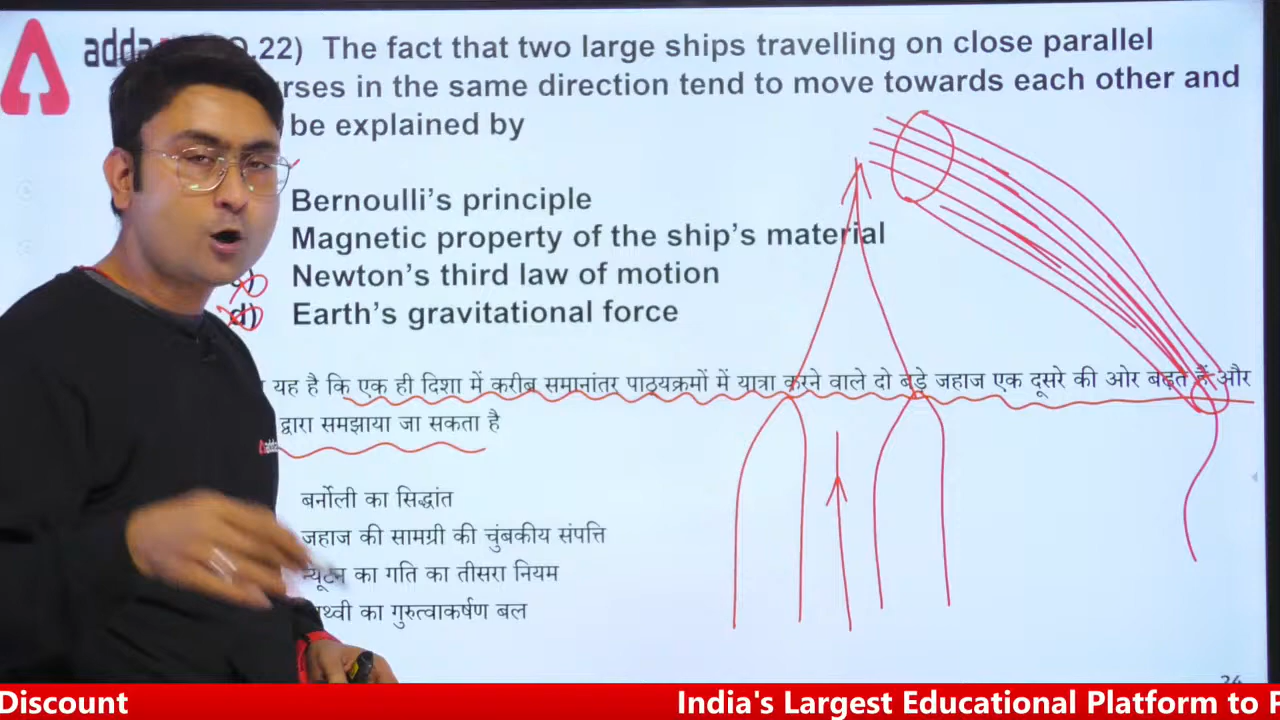 adda .22) The fact that two large ships travelling on close parallel
rses in the same direction tend to move towards each other and
be explained by
Bernoulli's principle
Magnetic property of the ship's material
) Newton's third law of motion
d) Earth's gravitational force
यह है कि एक ही दिशा में करीब समानांतर पाठ्यक्रमों में यात्रा करने वाले दो बड़े जहाज एक दूसरे की ओर बढ़ते हैं और
द्वारा समझाया जा सकता है
बर्नोली का सिद्धांत
जहाज की सामग्री की चुंबकीय संपत्ति
न्यूटन का गति का तीसरा नियम
का गुरुत्वाकर्षण बल
Discount India's Largest Educational Platform to